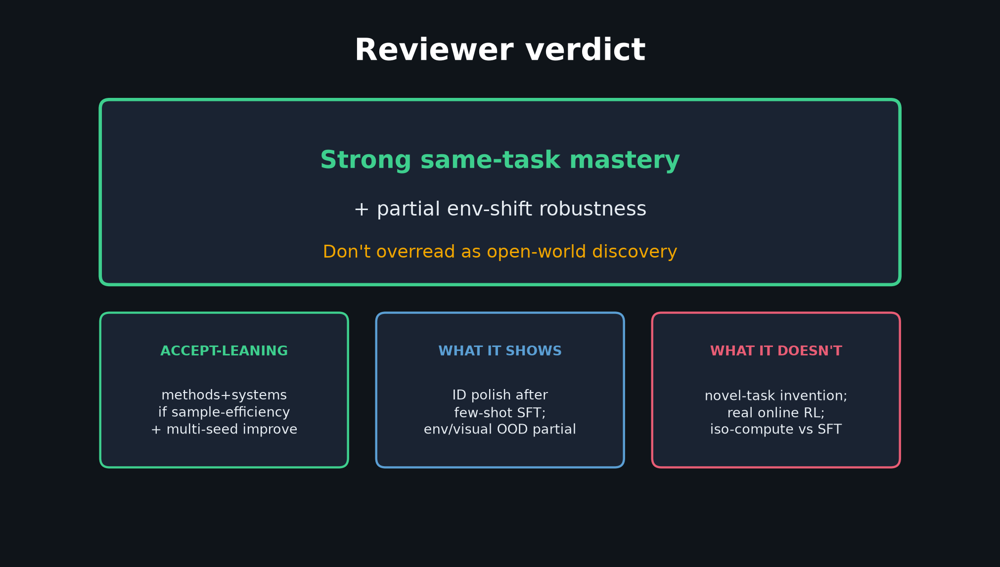 Reviewer verdict
Strong same-task mastery
+ partial env-shift robustness
Don't overread as open-world discovery
ACCEPT-LEANING
methods+systems
if sample-efficiency
+ multi-seed improve
WHAT IT SHOWS
ID polish after
few-shot SFT;
env/visual OOD partial
WHAT IT DOESN'T
novel-task invention;
real online RL;
iso-compute vs SFT